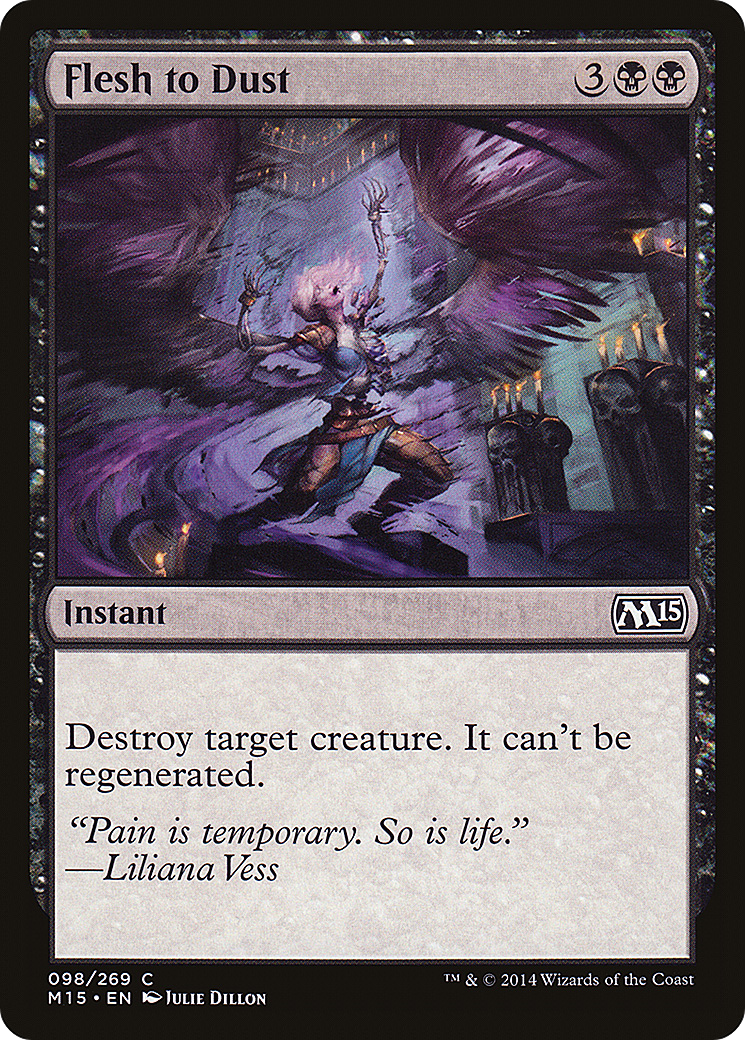 Flesh to Dust 3
Instant M15
Destroy target creature. It can't be
regenerated.
"Pain is temporary. So is life."
—Liliana Vess
098/269 C ™ & © 2014 Wizards of the Coast
M15 • EN JULIE DILLON